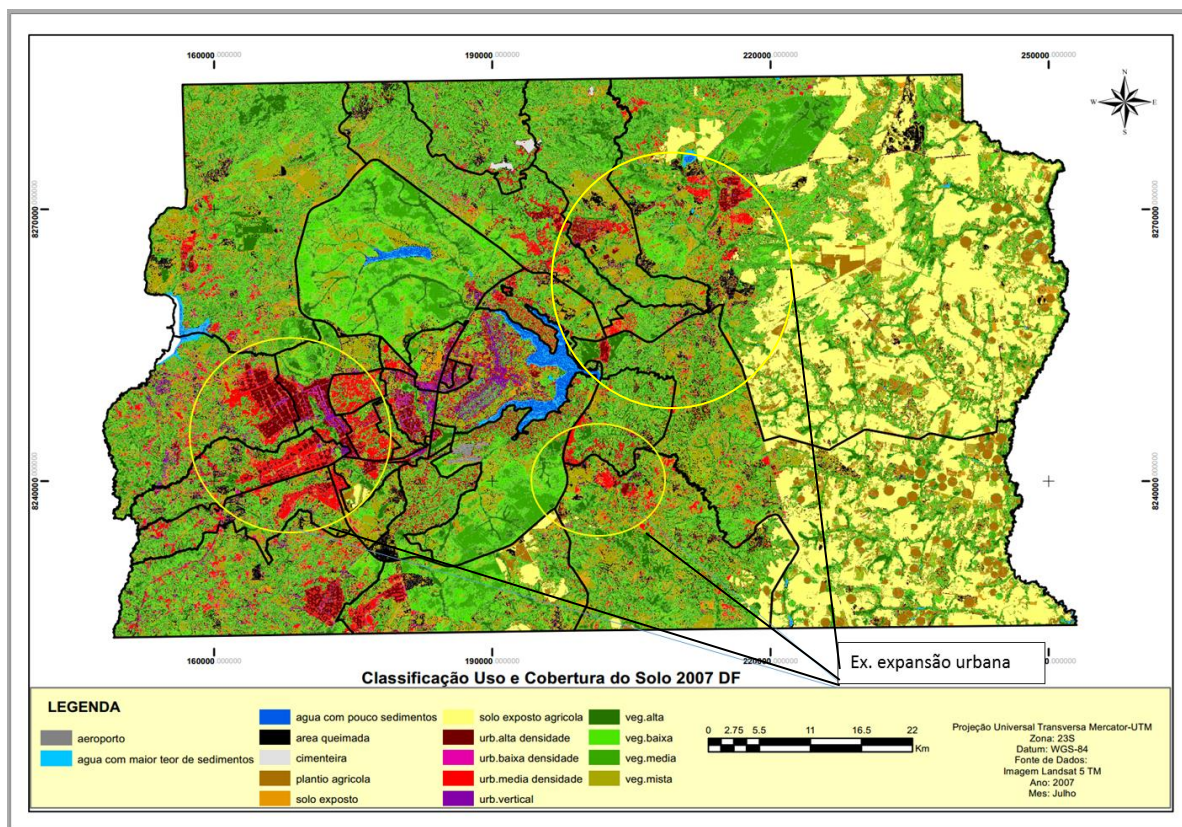 160000.000000
190000.000000
220000.000000
250000.000000
N
W E
S
8270000.000000
8270000.000000
8240000.000000
8240000.000000
Ex. expansão urbana
160000.000000
190000.000000
220000.000000
0.000000
Classificação Uso e Cobertura do Solo 2007 DF
LEGENDA
aeroporto
agua com maior teor de sedimentos
agua com pouco sedimentos
area queimada
cimenteira
plantio agricola
solo exposto
solo exposto agricola
urb.alta densidade
urb.baixa densidade
urb.media densidade
urb.vertical
veg.alta
veg.baixa
veg.media
veg.mista
0 2.75 5.5 11 16.5 22
Km
Projeção Universal Transversa Mercator-UTM
Zona: 23S
Datum: WGS-84
Fonte de Dados:
Imagem Landsat 5 TM
Ano: 2007
Mes: Julho